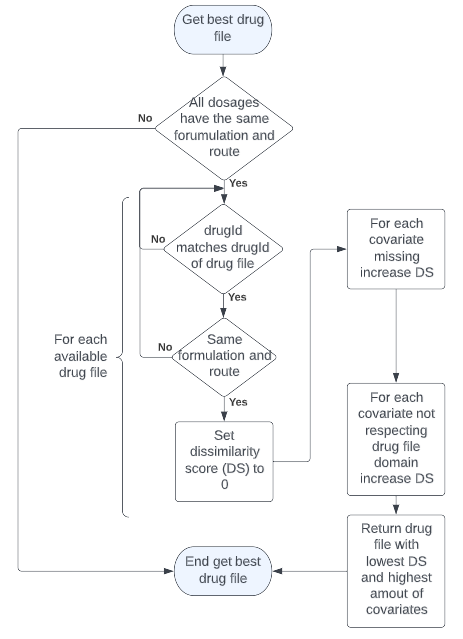 Get best drug
file
All dosages
have the same
forumulation and
route
No
Yes
drugId
matches drugId
of drug file
No
Yes
Same
formulation and
route
No
Yes
For each
available
drug file
Set
dissimilarity
score (DS) to
0
For each
covariate
missing
increase DS
For each
covariate not
respecting
drug file
domain
increase DS
Return drug
file with
lowest DS
and highest
amout of
covariates
End get best
drug file